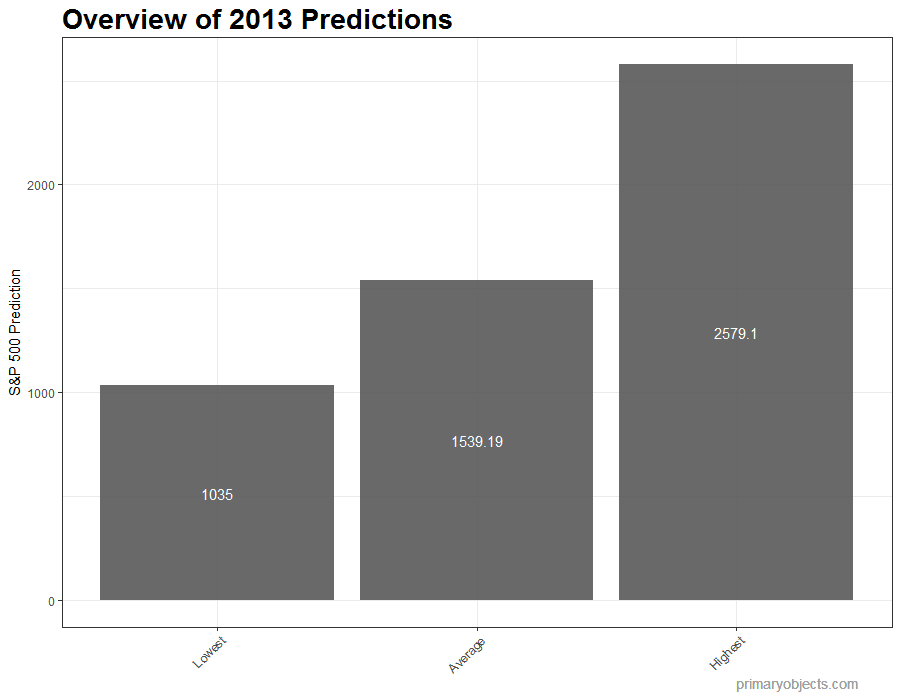 Overview of 2013 Predictions
S&P 500 Prediction
2000
1000
0
2579.1
1539.19
1035
Lowest
Average
Highest
primaryobjects.com